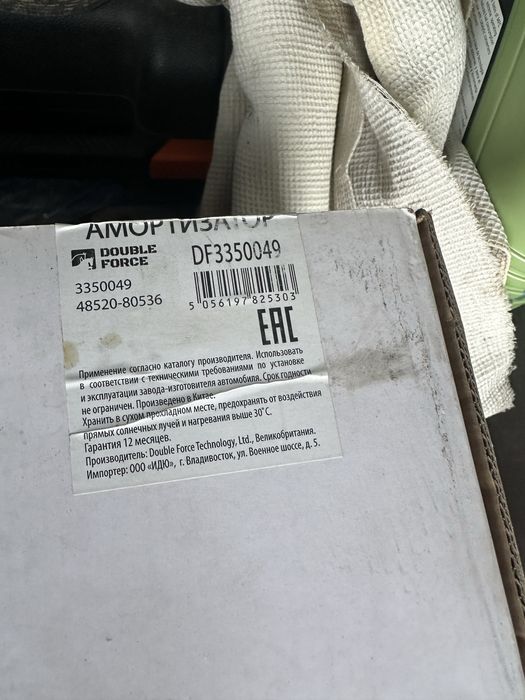 АМОРТИЗАТОР
DOUBLE FORCE
DF3350049
3350049
48520-80536
5 056197 825303
EAC
Применение согласно каталогу производителя. Использовать
в соответствии с техническими требованиями по установке
и эксплуатации завода-изготовителя автомобиля. Срок годности
не ограничен. Произведено в Китае.
Хранить в сухом прохладном месте, предохранять от воздействия
прямых солнечных лучей и нагревания выше 30˚С.
Гарантия 12 месяцев.
Производитель: Double Force Technology, Ltd., Великобритания.
Импортер: ООО «ИДЮ», г. Владивосток, ул. Военное шоссе, д. 5.